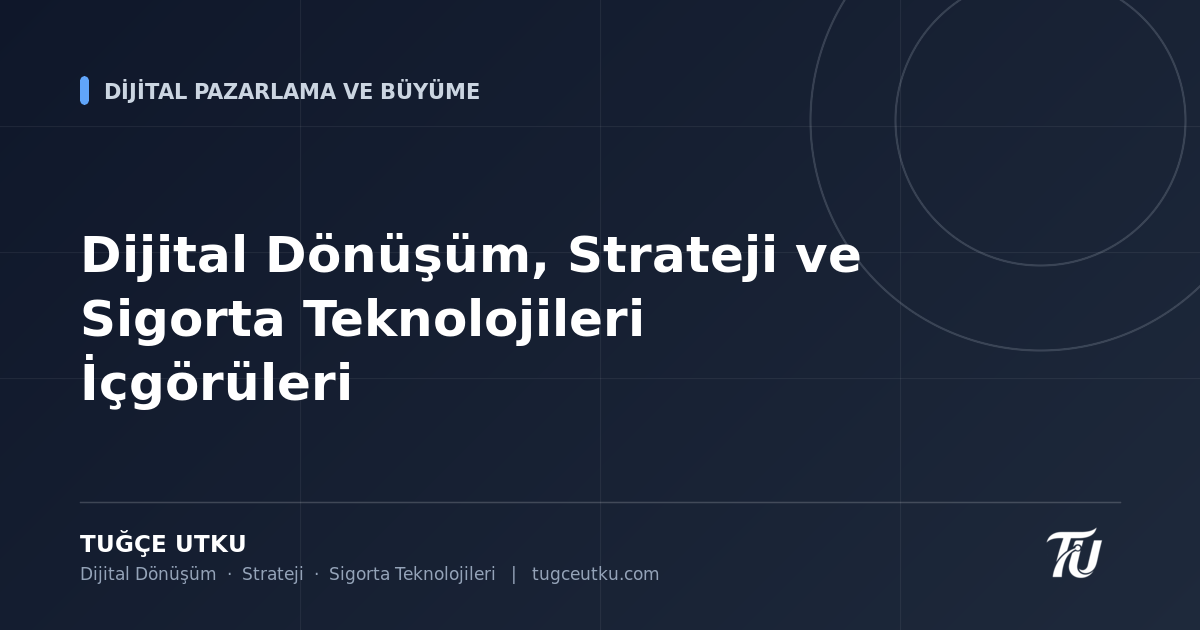 DİJİTAL PAZARLAMA VE BÜYÜME
Dijital Dönüşüm, Strateji ve
Sigorta Teknolojileri
İçgörüleri
TUĞÇE UTKU
Dijital Dönüşüm · Strateji · Sigorta Teknolojileri | tugceutku.com
TU